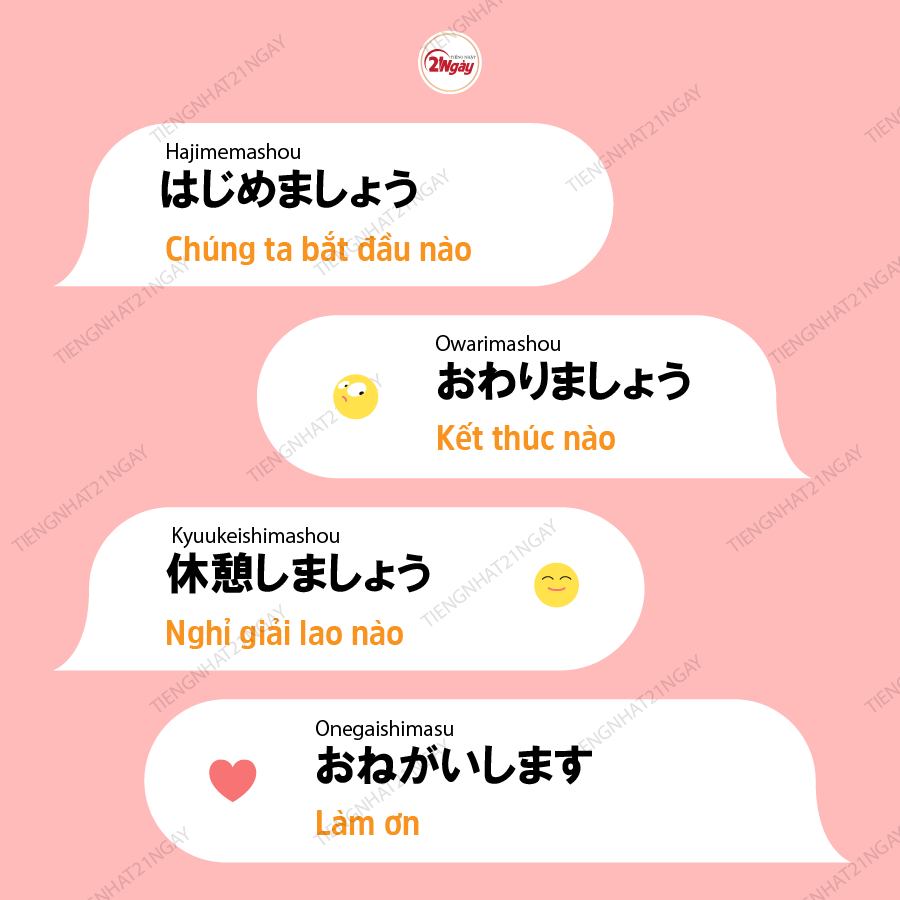 TIẾNG NHẬT
21Ngày
Hajimemashou
はじめましょう
Chúng ta bắt đầu nào
Owarimashou
おわりましょう
Kết thúc nào
Kyuukeishimashou
休憩しましょう
Nghỉ giải lao nào
Onegaishimasu
おねがいします
Làm ơn
TIENGNHAT21NGAY